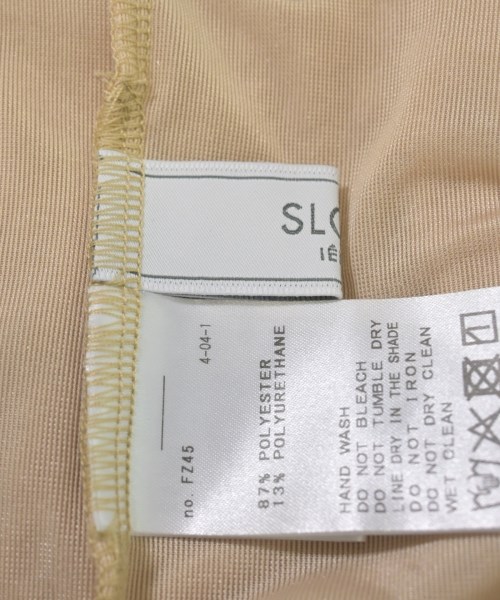 SLO
no. FZ45
4-04-1
87% POLYESTER
13% POLYURETHANE
HAND WASH
DO NOT BLEACH
DO NOT TUMBLE DRY
LINE DRY IN THE SHADE
DO NOT IRON
DO NOT DRY CLEAN
WET CLEAN